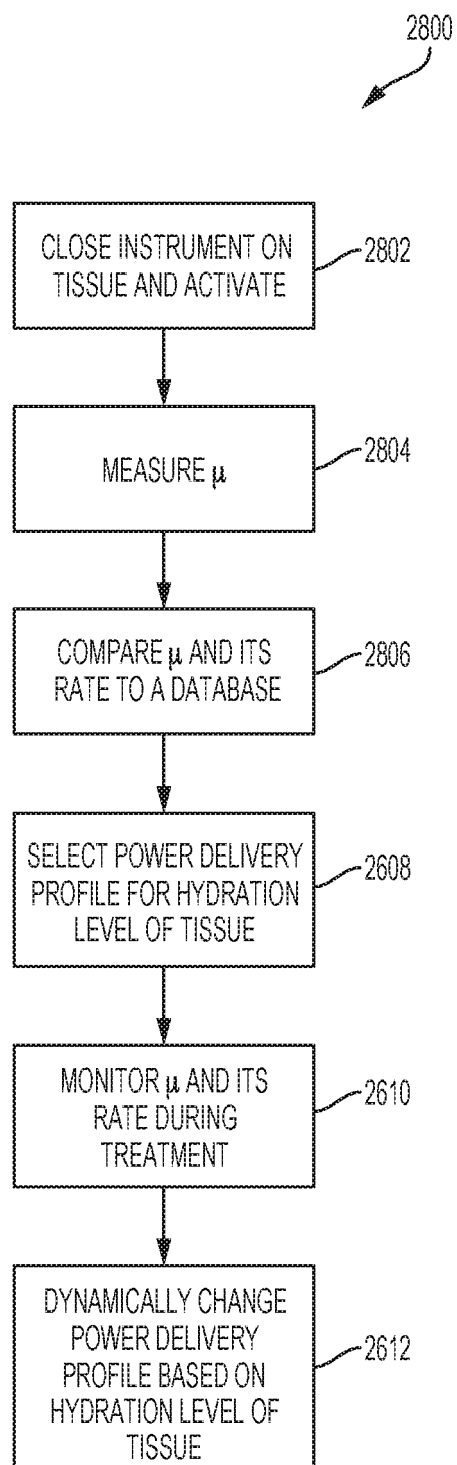 2800
CLOSE INSTRUMENT ON
TISSUE AND ACTIVATE
2802
MEASURE μ
2804
COMPARE μ AND ITS
RATE TO A DATABASE
2806
SELECT POWER DELIVERY
PROFILE FOR HYDRATION
LEVEL OF TISSUE
2608
MONITOR μ AND ITS
RATE DURING
TREATMENT
2610
DYNAMICALLY CHANGE
POWER DELIVERY
PROFILE BASED ON
HYDRATION LEVEL OF
TISSUE
2612